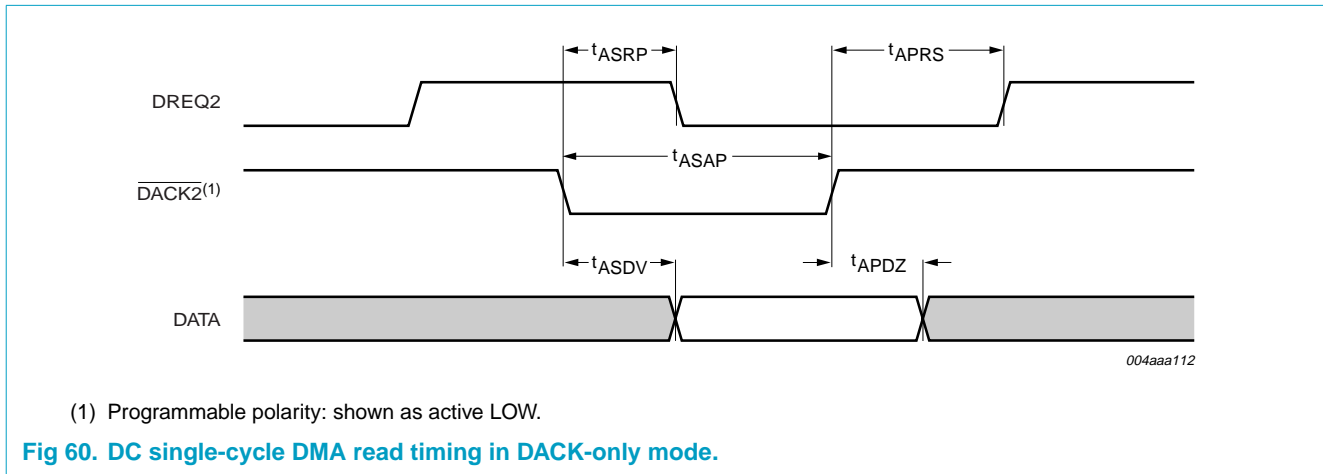 tASRP
tAPRS
DREQ2
tASAP
DACK2(1)
tASDV
tAPDZ
DATA
004aaa112
(1) Programmable polarity: shown as active LOW.
Fig 60. DC single-cycle DMA read timing in DACK-only mode.